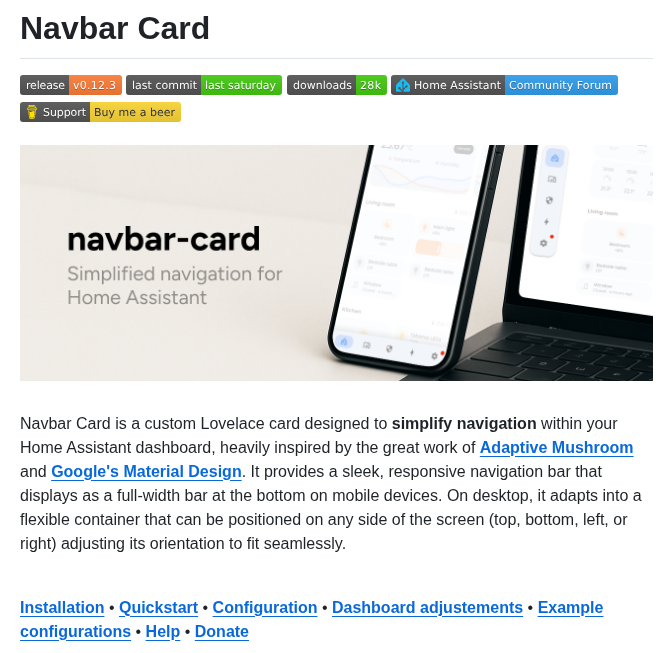 Navbar Card
release v0.12.3 last commit last saturday downloads 28k Home Assistant Community Forum
Support Buy me a beer
navbar-card
Simplified navigation for
Home Assistant
Navbar Card is a custom Lovelace card designed to simplify navigation within your
Home Assistant dashboard, heavily inspired by the great work of Adaptive Mushroom
and Google's Material Design. It provides a sleek, responsive navigation bar that
displays as a full-width bar at the bottom on mobile devices. On desktop, it adapts into a
flexible container that can be positioned on any side of the screen (top, bottom, left, or
right) adjusting its orientation to fit seamlessly.
Installation • Quickstart • Configuration • Dashboard adjustements • Example
configurations • Help • Donate